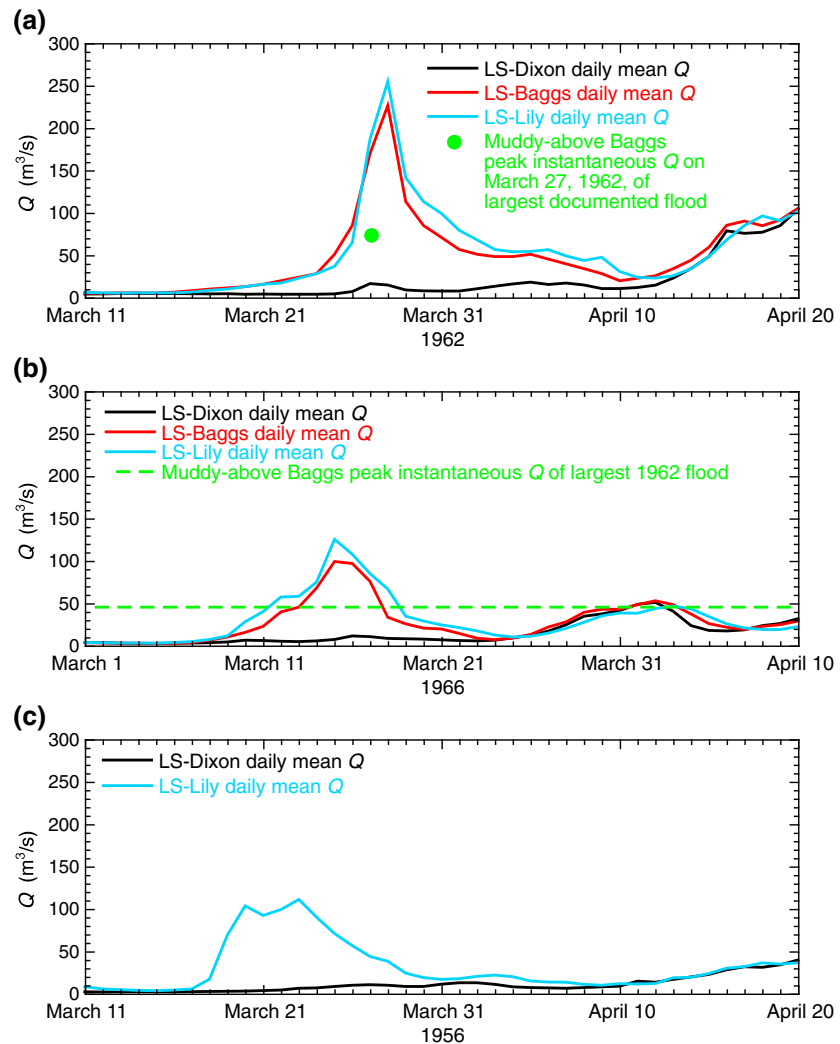 (a)
300
250
200
150
100
50
0
Q (m³/s)
LS-Dixon daily mean Q
LS-Baggs daily mean Q
LS-Lily daily mean Q
Muddy-above Baggs
peak instantaneous Q on
March 27, 1962, of
largest documented flood
March 11 March 21 March 31 April 10 April 20
1962
(b)
300
250
200
150
100
50
0
Q (m³/s)
LS-Dixon daily mean Q
LS-Baggs daily mean Q
LS-Lily daily mean Q
Muddy-above Baggs peak instantaneous Q of largest 1962 flood
March 1 March 11 March 21 March 31 April 10
1966
(c)
300
250
200
150
100
50
0
Q (m³/s)
LS-Dixon daily mean Q
LS-Lily daily mean Q
March 11 March 21 March 31 April 10 April 20
1956